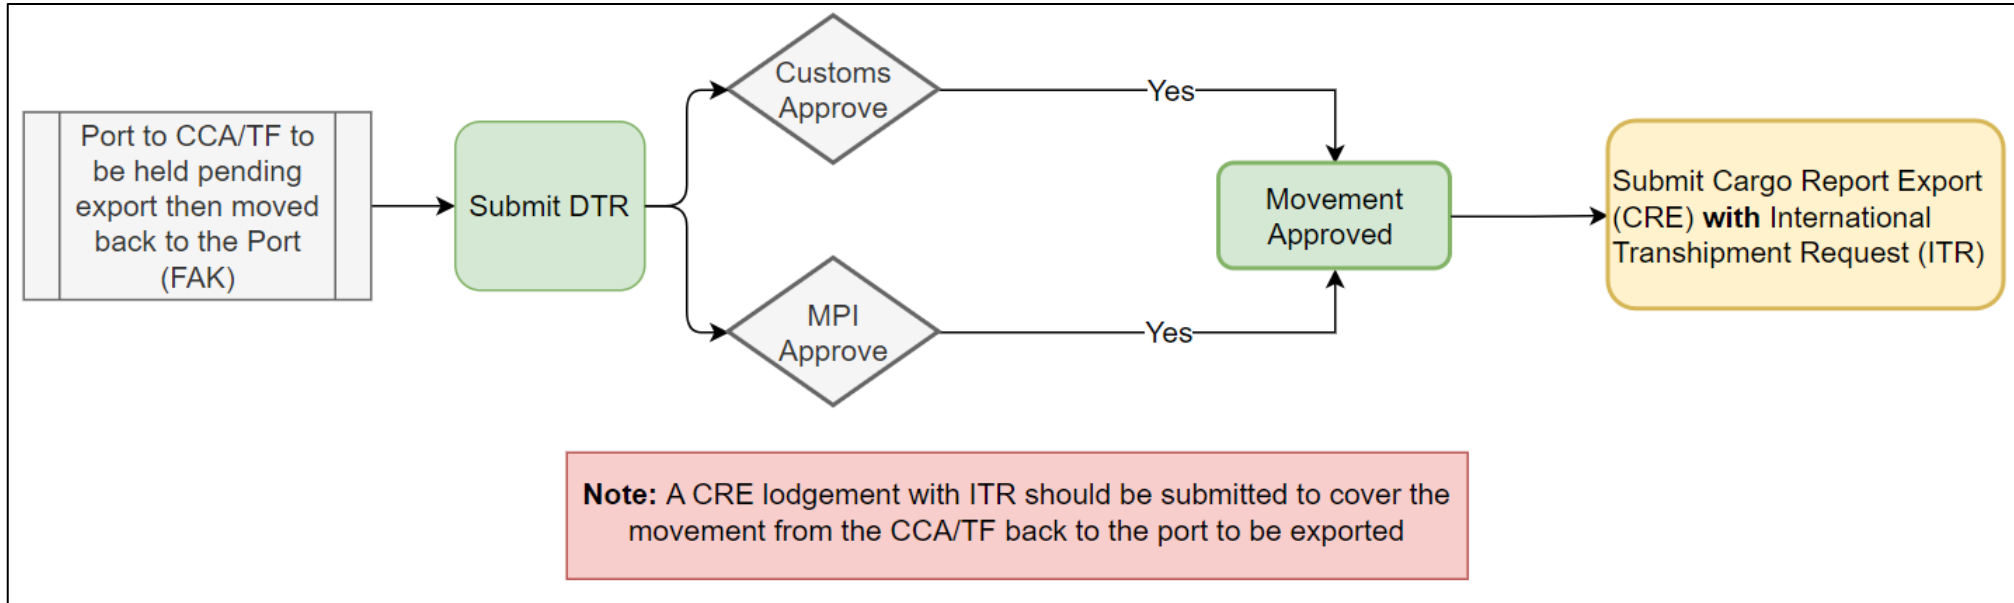 Port to CCA/TF to
be held pending
export then moved
back to the Port
(FAK)
Submit DTR
Customs
Approve
Yes
MPI
Approve
Yes
Movement
Approved
Submit Cargo Report Export
(CRE) with International
Transhipment Request (ITR)
Note: A CRE lodgement with ITR should be submitted to cover the
movement from the CCA/TF back to the port to be exported